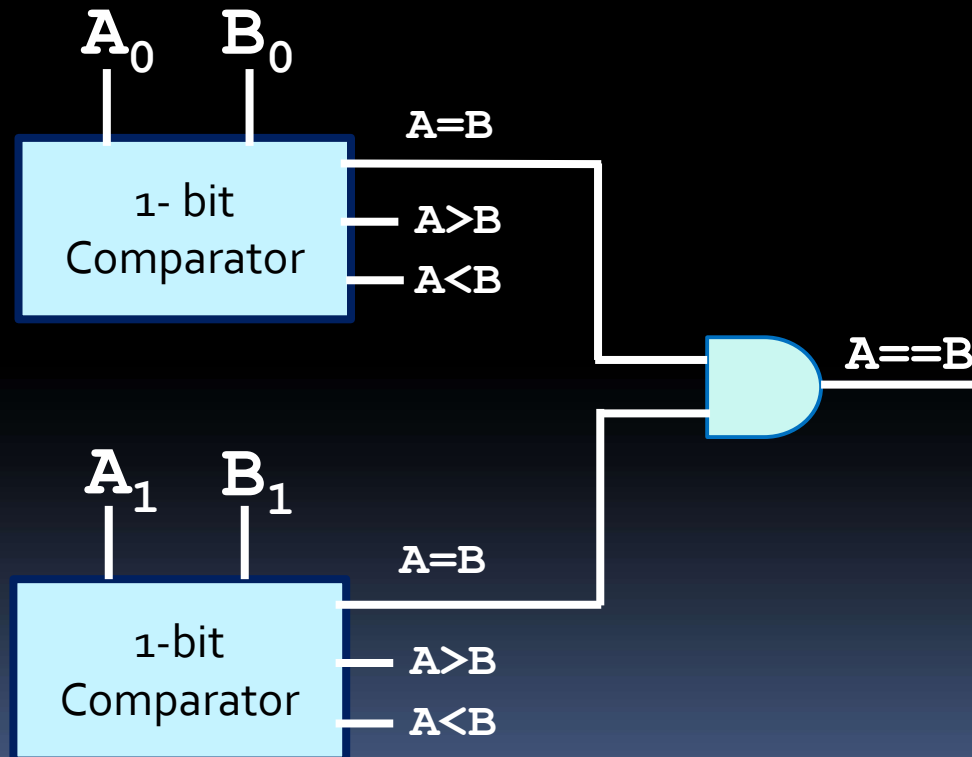 A₀ B₀
A=B
1- bit
Comparator
A>B
A<B
A==B
A₁ B₁
A=B
1-bit
Comparator
A>B
A<B